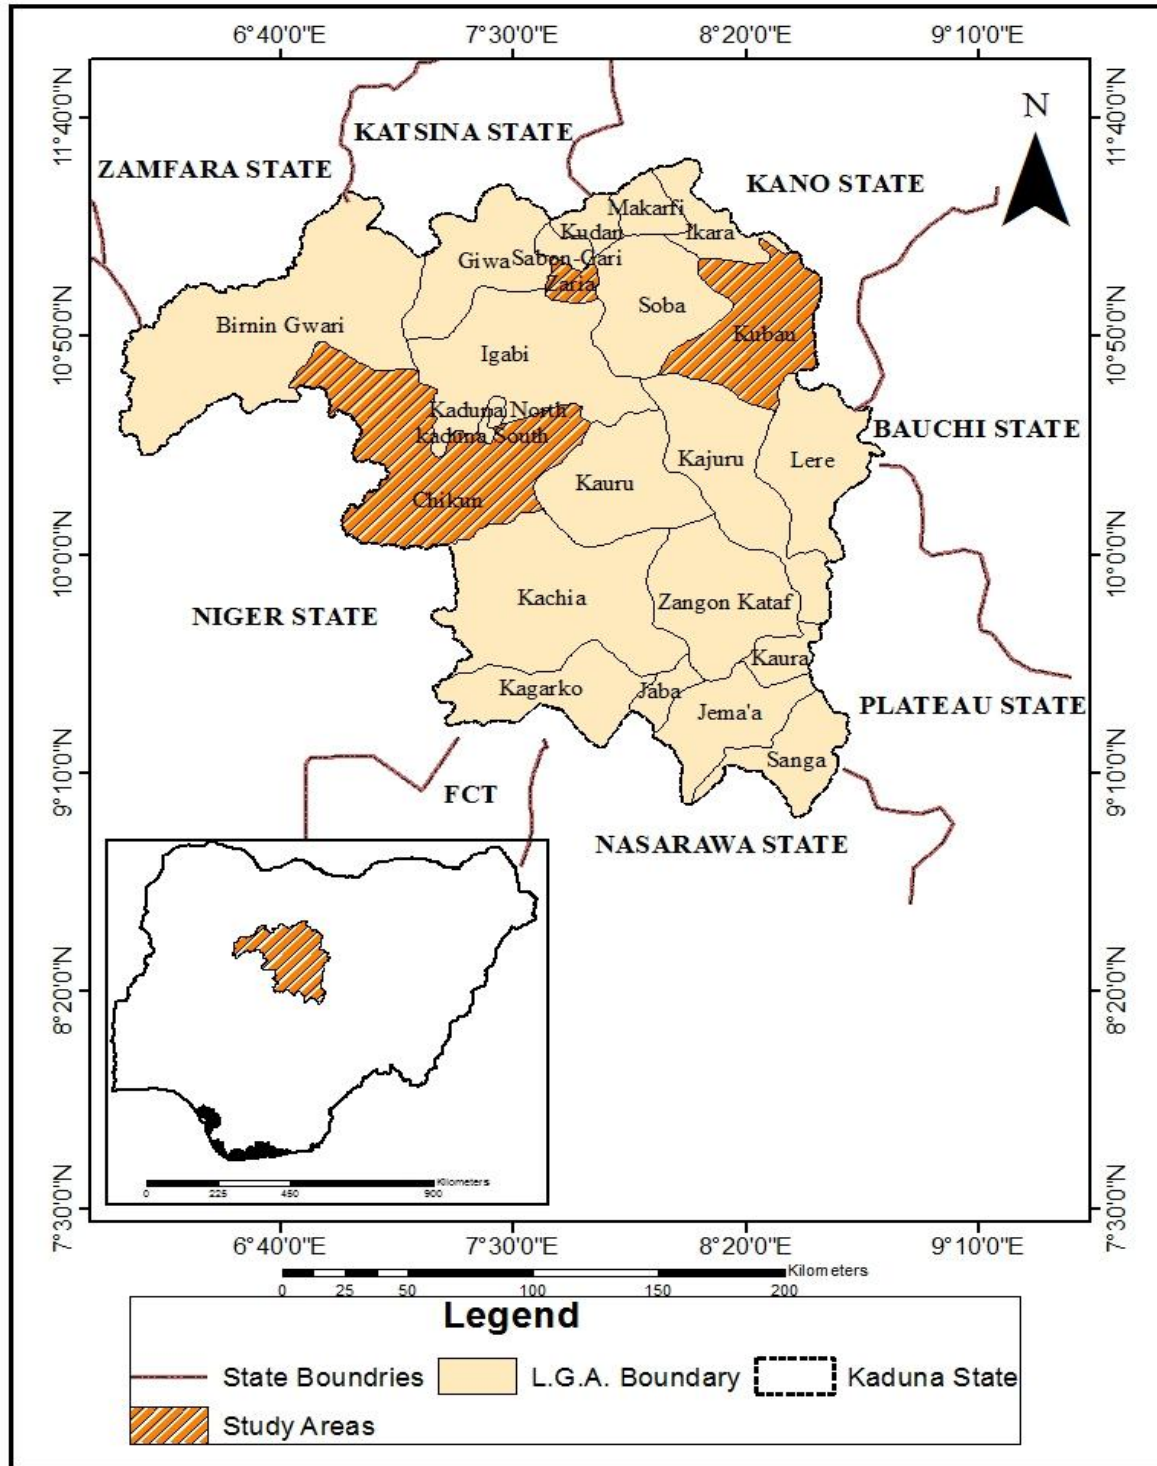 6°40'0"E 7°30'0"E 8°20'0"E 9°10'0"E
11°40'0"N 11°40'0"N
N
KATSINA STATE
ZAMFARA STATE
KANO STATE
Makarfi
Kudan
Ikara
Giwa
Sabon-Gari
Zaria
Soba
Birnin Gwari
Kubau
10°50'0"N 10°50'0"N
Igabi
Kaduna North
kaduna South
BAUCHI STATE
Kajuru
Lere
Kauru
Chikun
10°0'0"N 10°0'0"N
Kachia
Zangon Kataf
NIGER STATE
Kaura
Kagarko
Jaba
Jema'a
PLATEAU STATE
Sanga
9°10'0"N 9°10'0"N
FCT
NASARAWA STATE
8°20'0"N 8°20'0"N
Kilometers
0 225 450 900
7°30'0"N 7°30'0"N
6°40'0"E 7°30'0"E 8°20'0"E 9°10'0"E
Kilometers
0 25 50 100 150 200
Legend
State Boundries L.G.A. Boundary Kaduna State
Study Areas